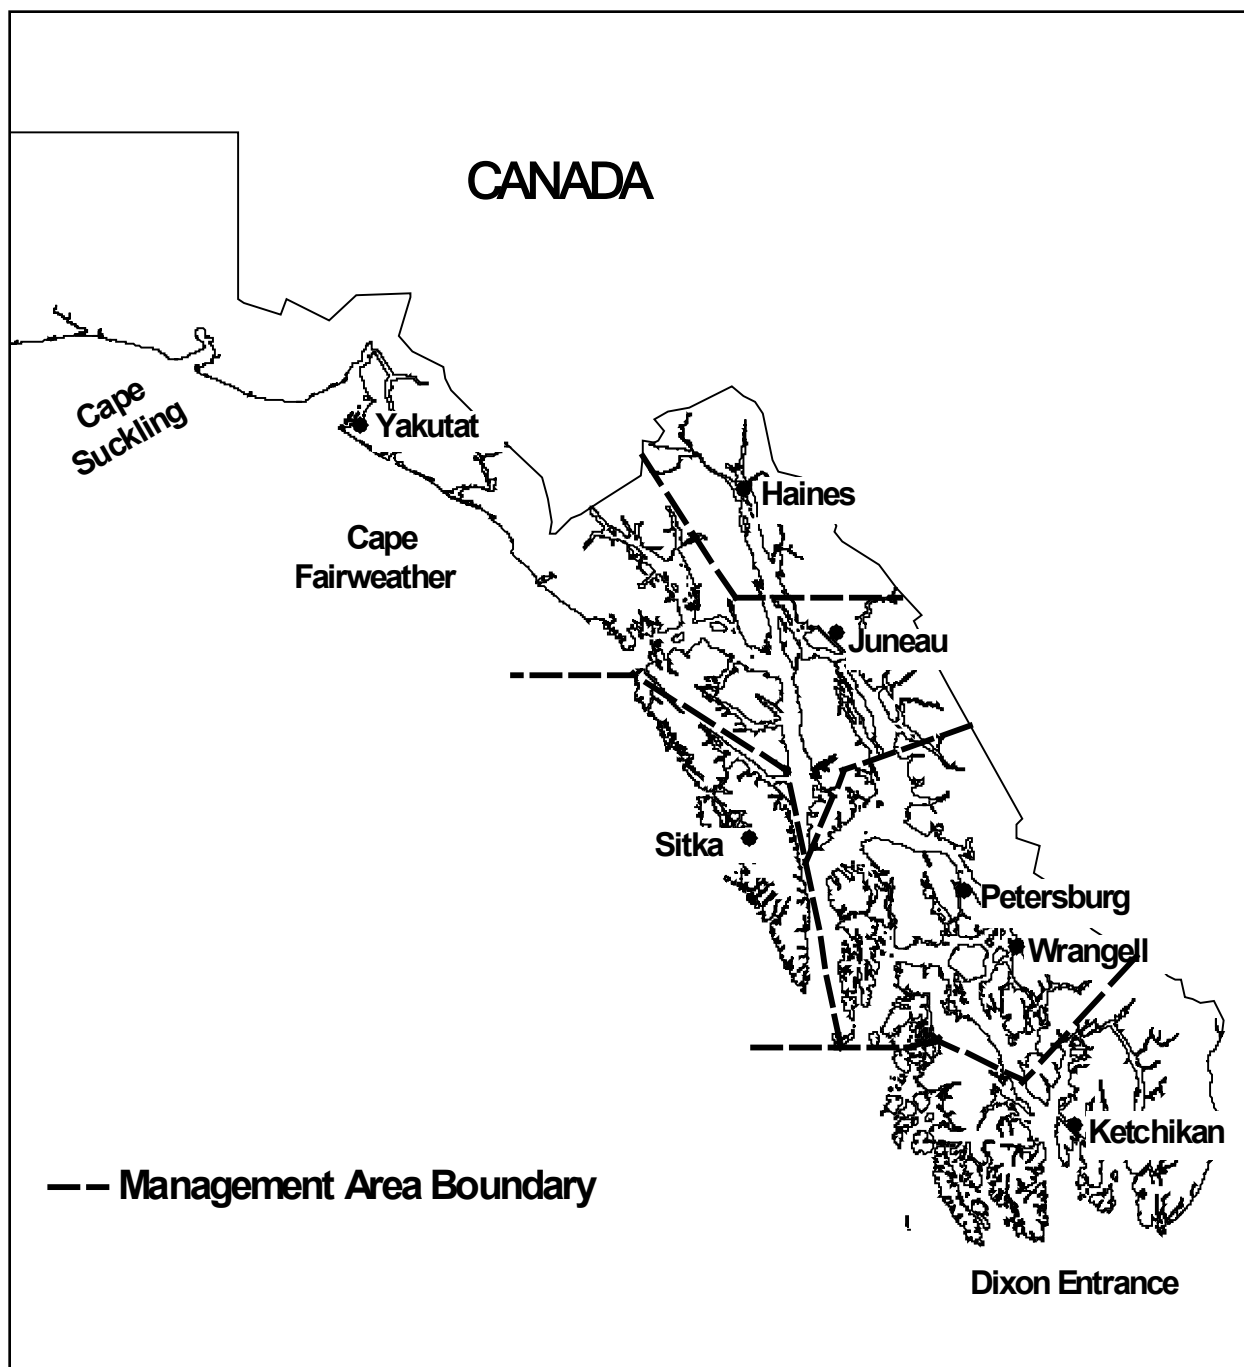 CANADA
Cape
Suckling
Yakutat
Haines
Cape
Fairweather
Juneau
Sitka
Petersburg
Wrangell
Ketchikan
Management Area Boundary
Dixon Entrance